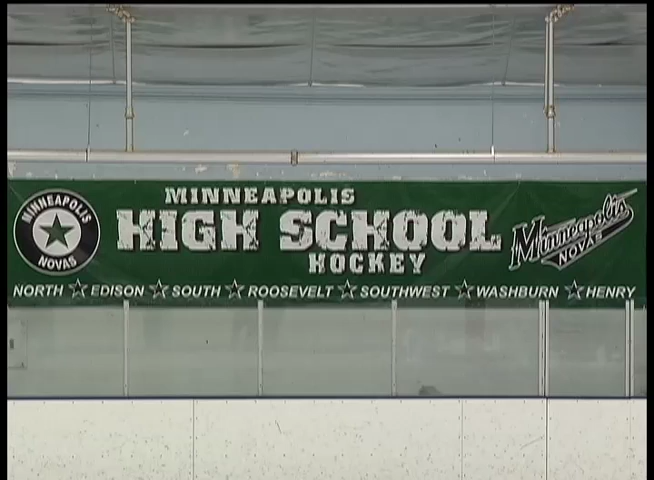 MINNEAPOLIS
NOVAS
MINNEAPOLIS
HIGH SCHOOL
HOCKEY
Minneapolis
NOVAS
NORTH EDISON SOUTH ROOSEVELT SOUTHWEST WASHBURN HENRY